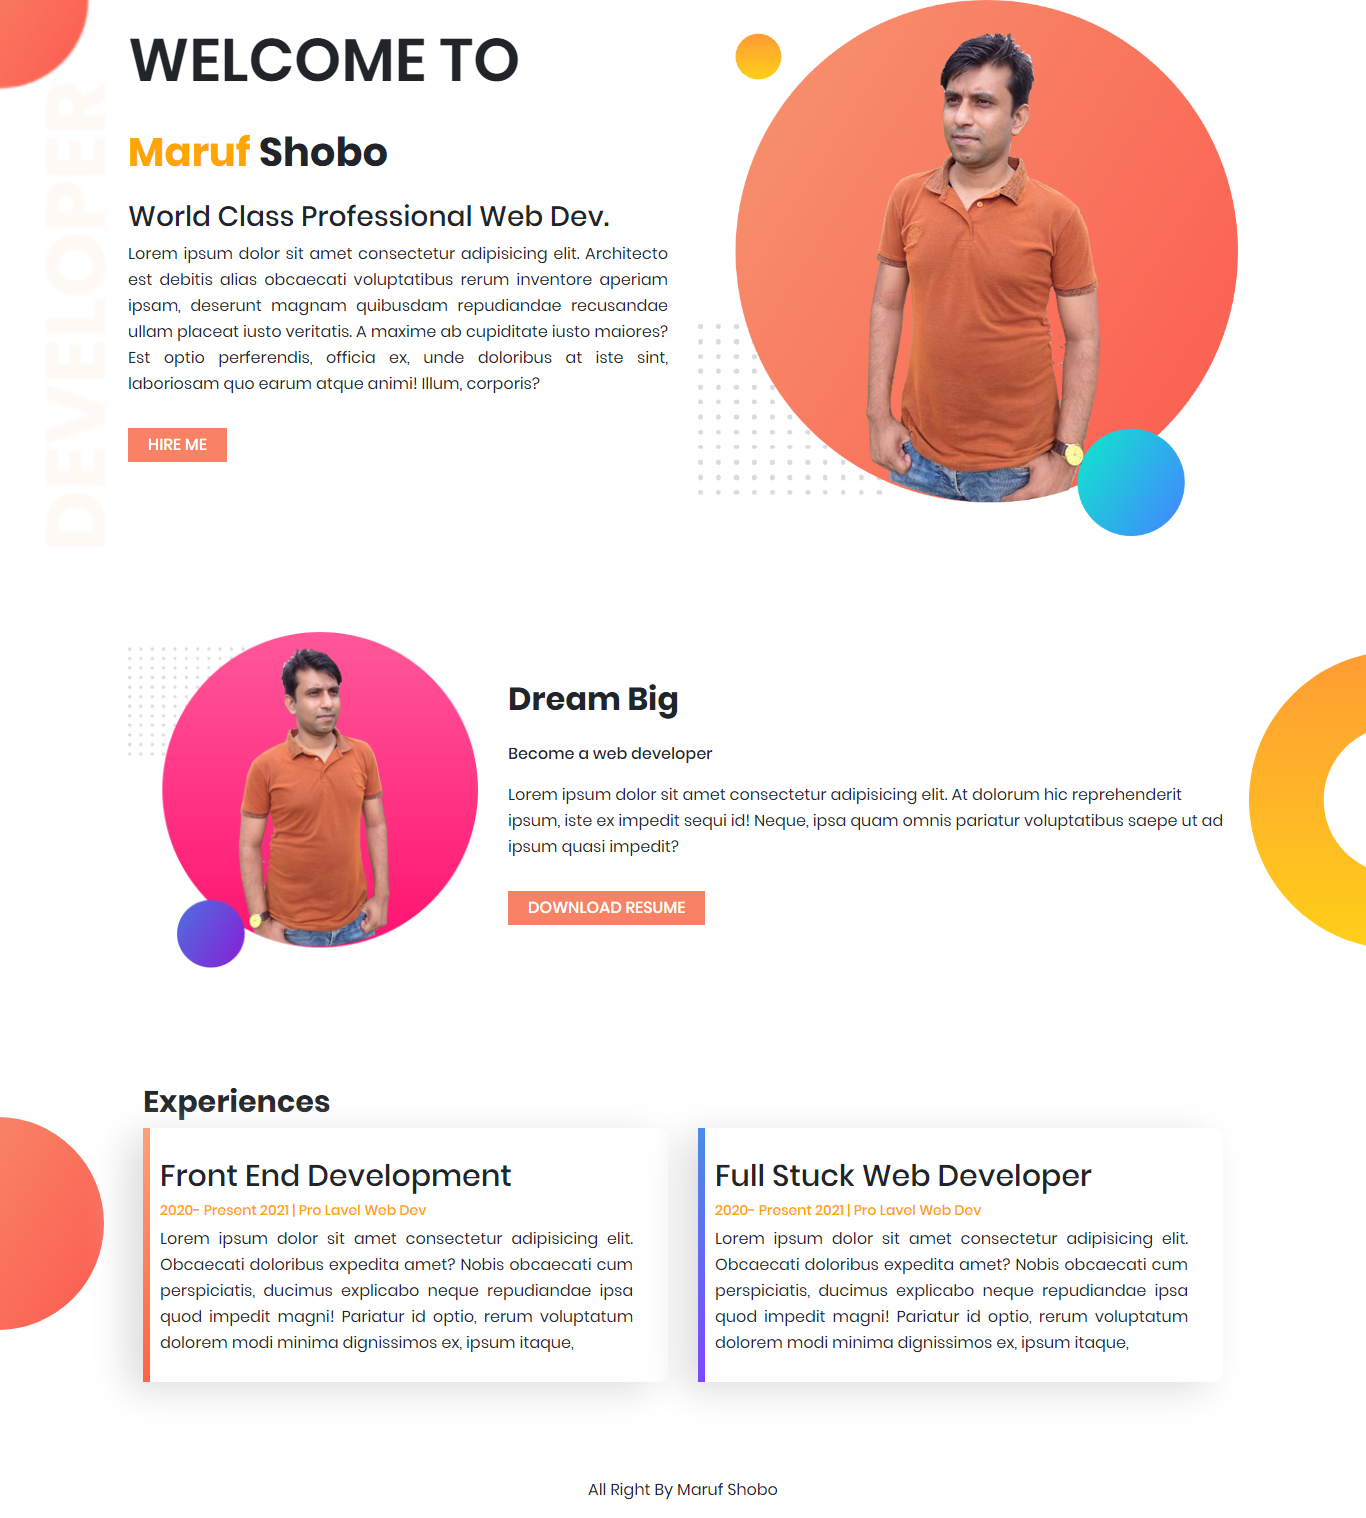 WELCOME TO
DEVELOPER
Maruf Shobo
World Class Professional Web Dev.
Lorem ipsum dolor sit amet consectetur adipisicing elit. Architecto
est debitis alias obcaecati voluptatibus rerum inventore aperiam
ipsam, deserunt magnam quibusdam repudiandae recusandae
ullam placeat iusto veritatis. A maxime ab cupiditate iusto maiores?
Est optio perferendis, officia ex, unde doloribus at iste sint,
laboriosam quo earum atque animi! Illum, corporis?
HIRE ME
Dream Big
Become a web developer
Lorem ipsum dolor sit amet consectetur adipisicing elit. At dolorum hic reprehenderit
ipsum, iste ex impedit sequi id! Neque, ipsa quam omnis pariatur voluptatibus saepe ut ad
ipsum quasi impedit?
DOWNLOAD RESUME
Experiences
Front End Development
2020- Present 2021 | Pro Lavel Web Dev
Lorem ipsum dolor sit amet consectetur adipisicing elit.
Obcaecati doloribus expedita amet? Nobis obcaecati cum
perspiciatis, ducimus explicabo neque repudiandae ipsa
quod impedit magni! Pariatur id optio, rerum voluptatum
dolorem modi minima dignissimos ex, ipsum itaque,
Full Stuck Web Developer
2020- Present 2021 | Pro Lavel Web Dev
Lorem ipsum dolor sit amet consectetur adipisicing elit.
Obcaecati doloribus expedita amet? Nobis obcaecati cum
perspiciatis, ducimus explicabo neque repudiandae ipsa
quod impedit magni! Pariatur id optio, rerum voluptatum
dolorem modi minima dignissimos ex, ipsum itaque,
All Right By Maruf Shobo